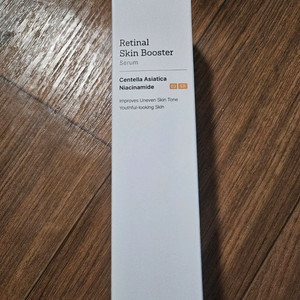 Retinal
Skin Booster
Serum
Centella Asiatica
Niacinamide
Improves Uneven Skin Tone
Youthful-looking Skin